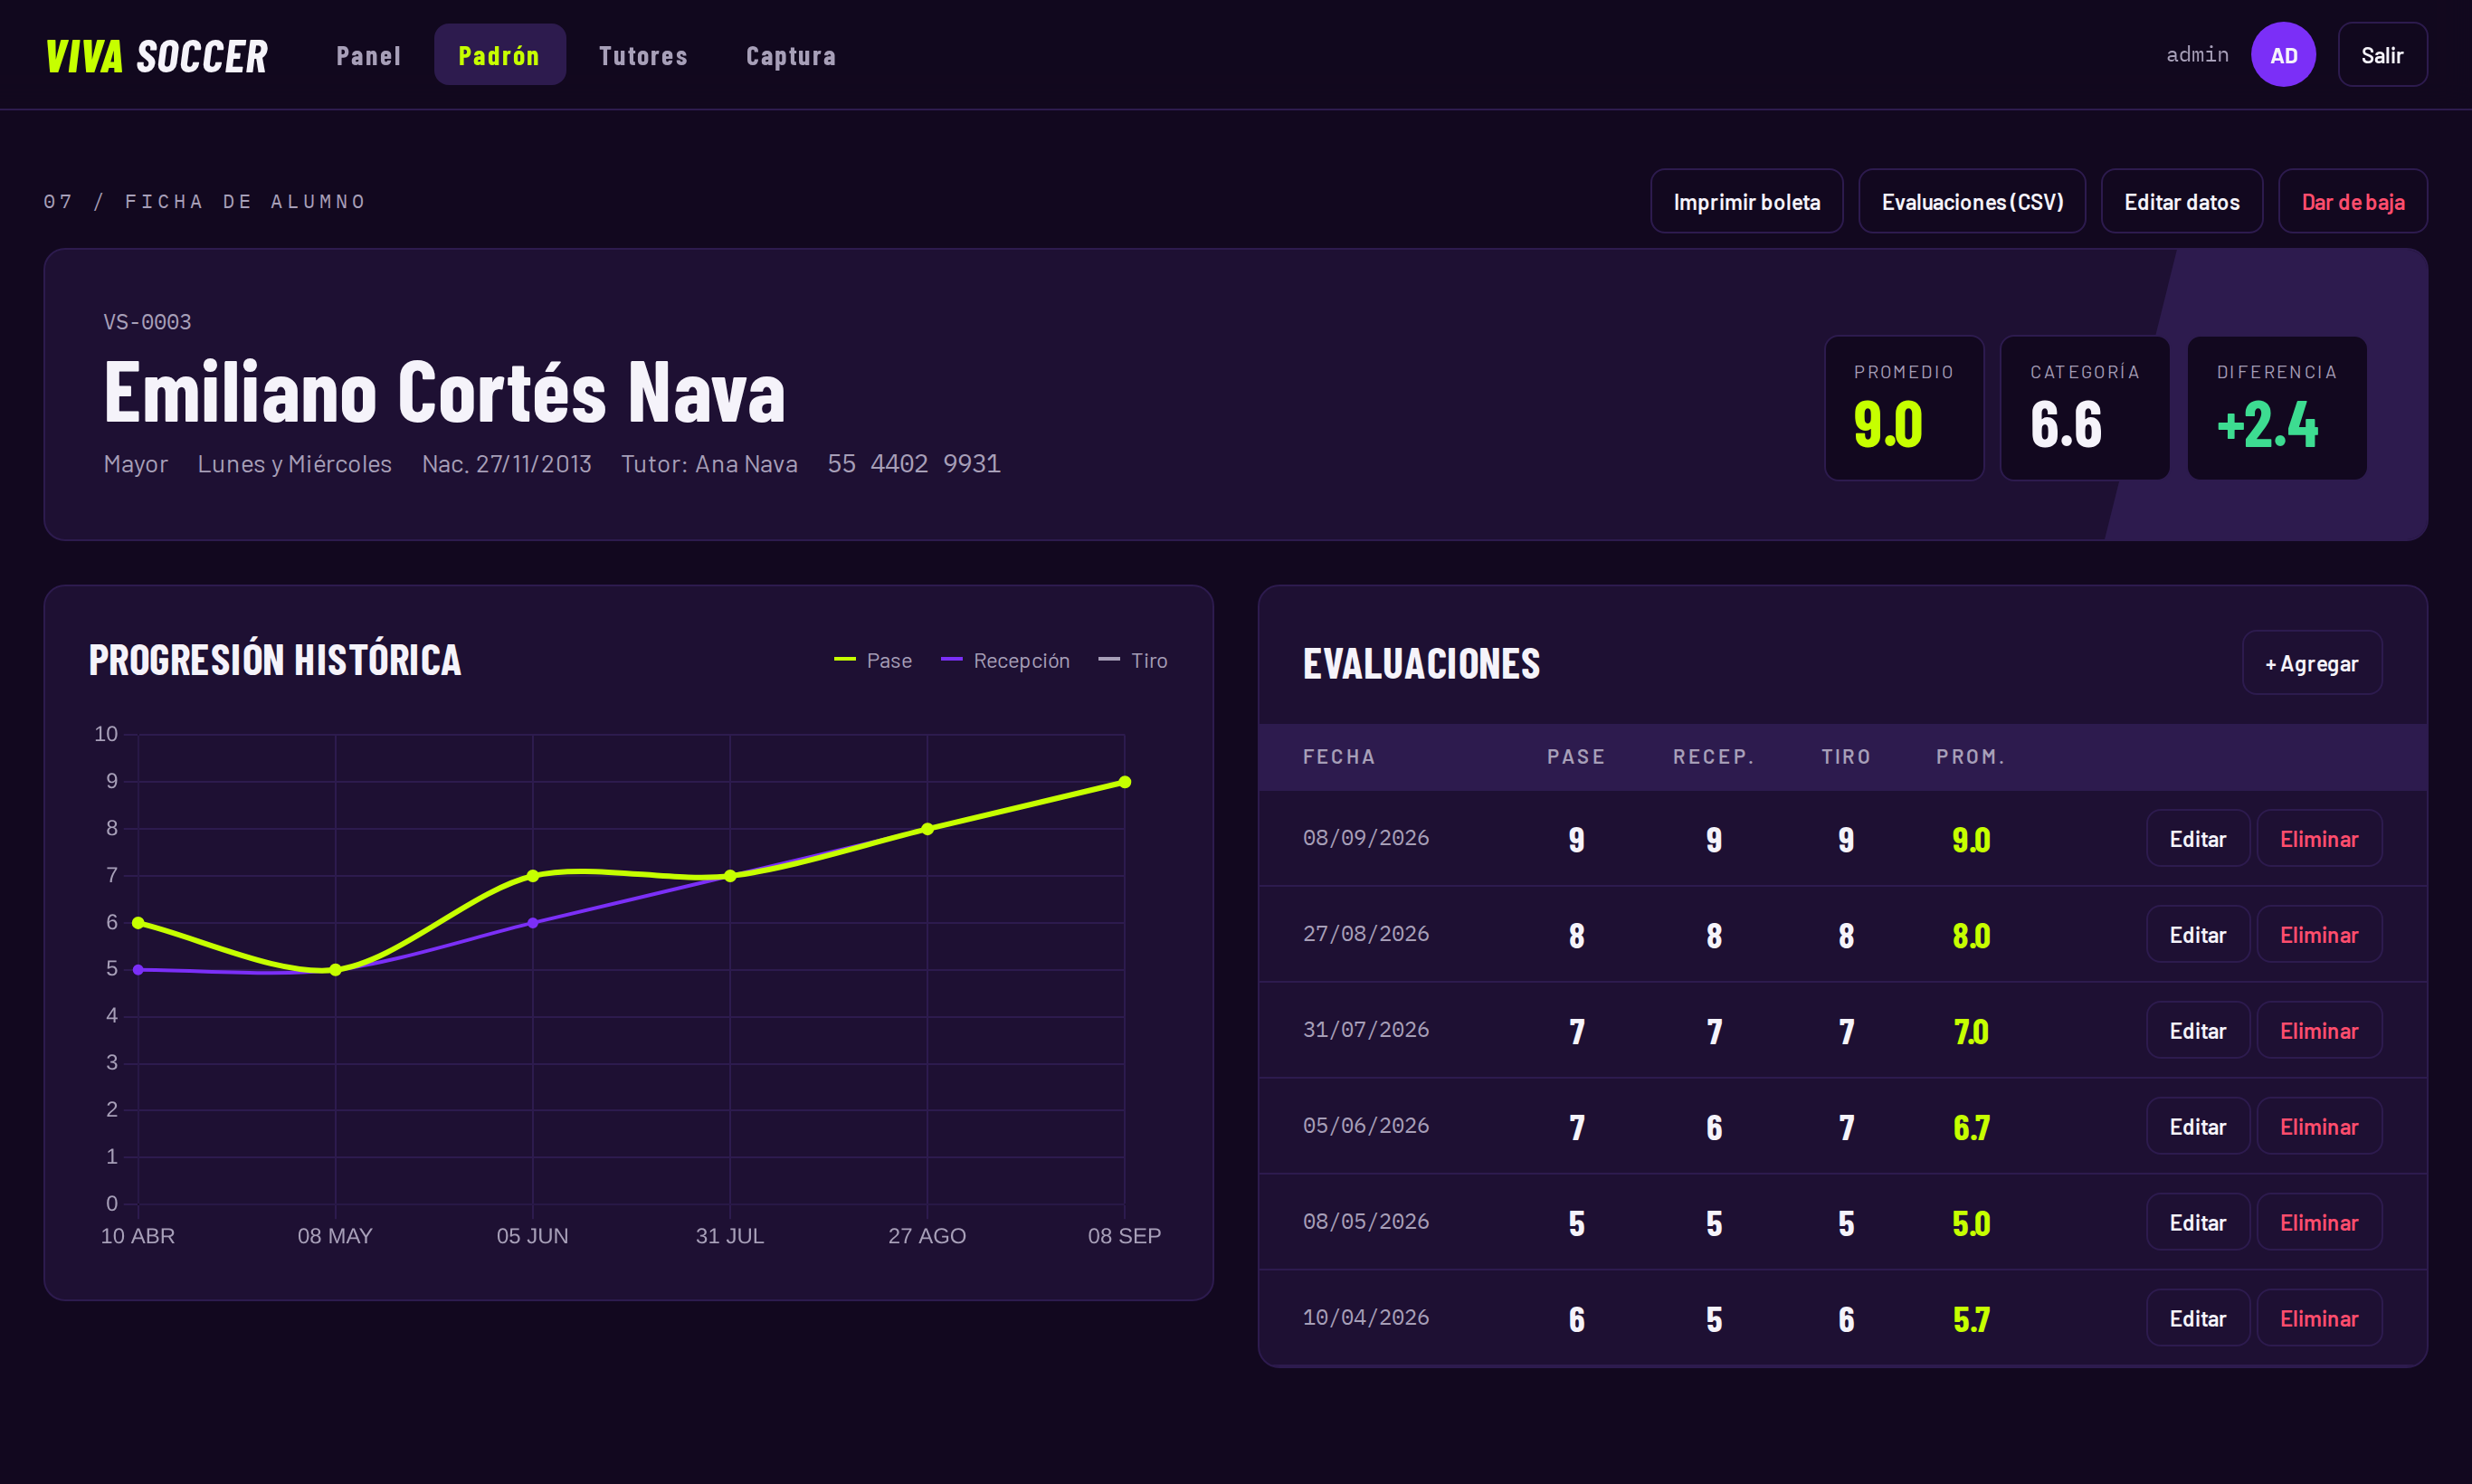 VIVA SOCCER Panel Padrón Tutores Captura admin AD Salir
07 / FICHA DE ALUMNO Imprimir boleta Evaluaciones (CSV) Editar datos Dar de baja
VS-0003
Emiliano Cortés Nava
Mayor Lunes y Miércoles Nac. 27/11/2013 Tutor: Ana Nava 55 4402 9931
PROMEDIO CATEGORÍA DIFERENCIA
9.0 6.6 +2.4
PROGRESIÓN HISTÓRICA Pase Recepción Tiro
10
9
8
7
6
5
4
3
2
1
0
10 ABR 08 MAY 05 JUN 31 JUL 27 AGO 08 SEP
EVALUACIONES + Agregar
FECHA PASE RECEP. TIRO PROM.
08/09/2026 9 9 9 9.0 Editar Eliminar
27/08/2026 8 8 8 8.0 Editar Eliminar
31/07/2026 7 7 7 7.0 Editar Eliminar
05/06/2026 7 6 7 6.7 Editar Eliminar
08/05/2026 5 5 5 5.0 Editar Eliminar
10/04/2026 6 5 6 5.7 Editar Eliminar